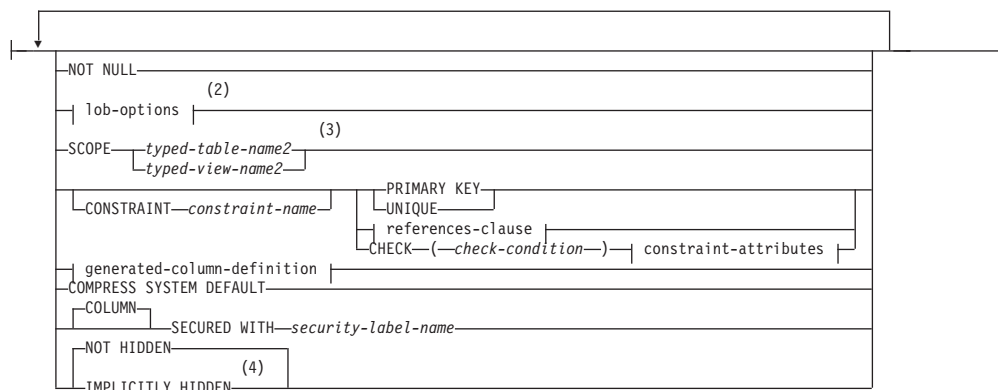 NOT NULL
(2)
lob-options
(3)
SCOPE typed-table-name2
typed-view-name2
PRIMARY KEY
CONSTRAINT constraint-name UNIQUE
references-clause
CHECK ( check-condition ) constraint-attributes
generated-column-definition
COMPRESS SYSTEM DEFAULT
COLUMN
SECURED WITH security-label-name
NOT HIDDEN
(4)
IMPLICITLY HIDDEN